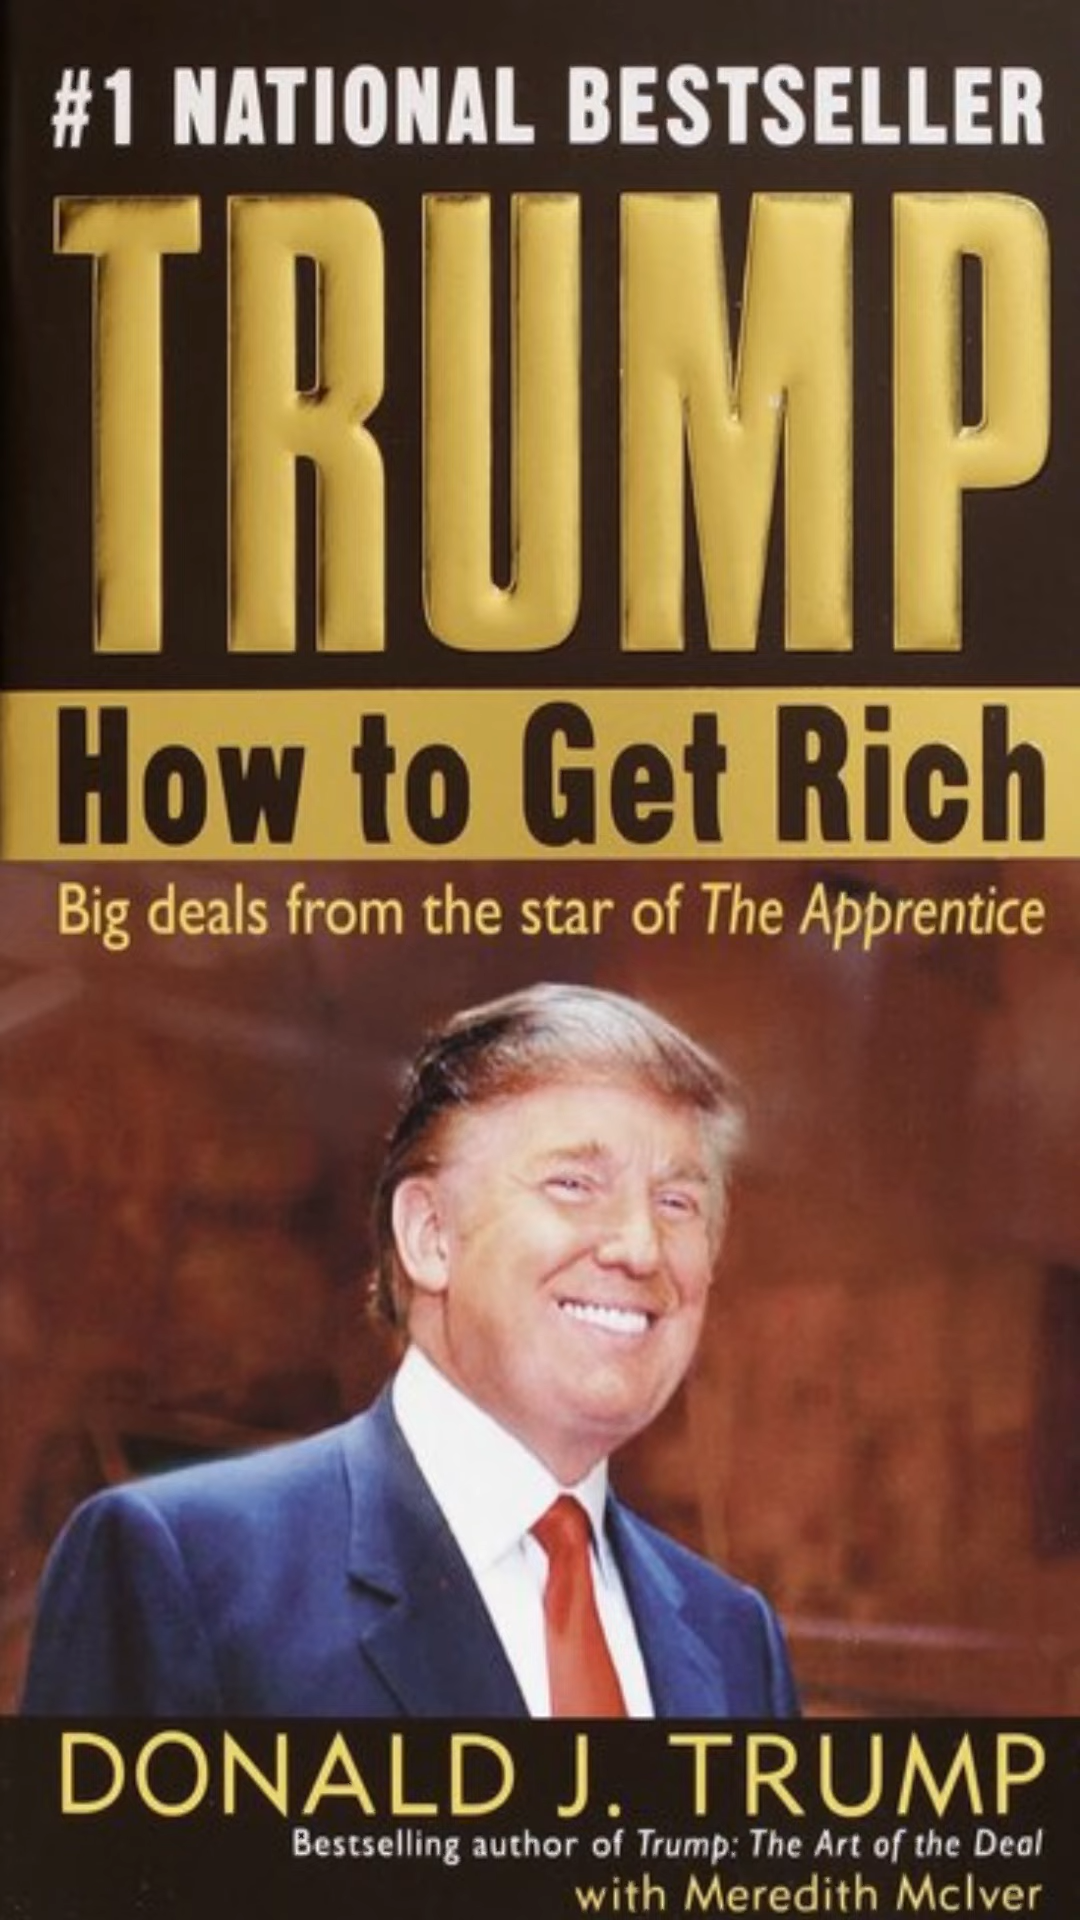 #1 NATIONAL BESTSELLER
TRUMP
How to Get Rich
Big deals from the star of The Apprentice
DONALD J. TRUMP
Bestselling author of Trump: The Art of the Deal
with Meredith McIver